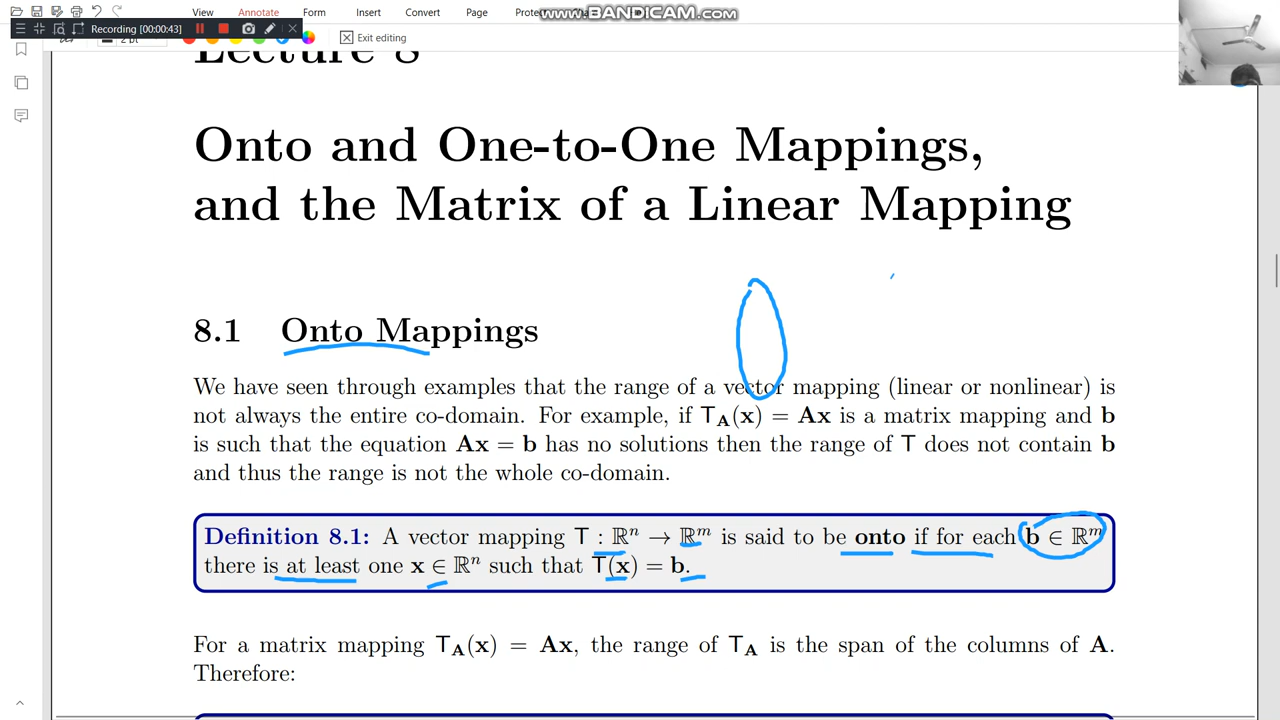 View Annotate Form Insert Convert Page
www.BANDICAM.com
Recording [00:00:43]
2 pt
Exit editing
Lecture 8
Onto and One-to-One Mappings,
and the Matrix of a Linear Mapping
8.1 Onto Mappings
We have seen through examples that the range of a vector mapping (linear or nonlinear) is
not always the entire co-domain. For example, if T_A(x) = Ax is a matrix mapping and b
is such that the equation Ax = b has no solutions then the range of T does not contain b
and thus the range is not the whole co-domain.
Definition 8.1: A vector mapping T : ℝⁿ → ℝᵐ is said to be onto if for each b ∈ ℝᵐ
there is at least one x ∈ ℝⁿ such that T(x) = b.
For a matrix mapping T_A(x) = Ax, the range of T_A is the span of the columns of A.
Therefore: